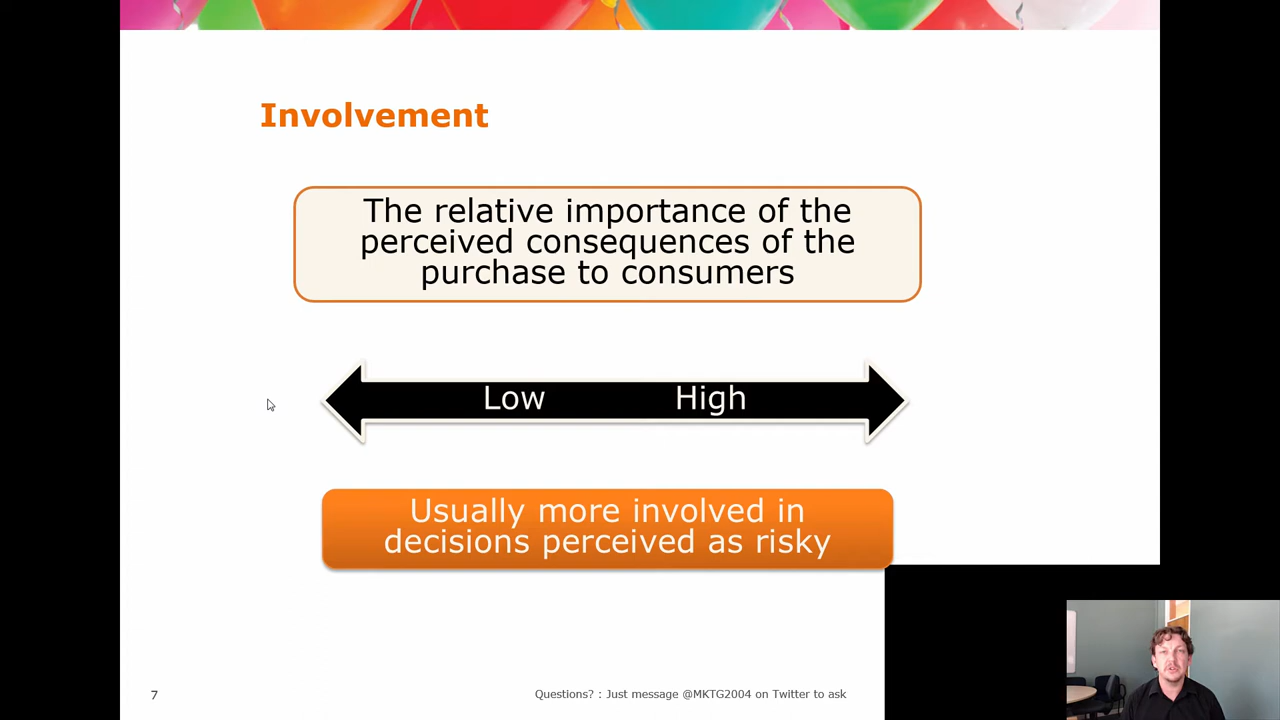 Involvement
The relative importance of the
perceived consequences of the
purchase to consumers
Low High
Usually more involved in
decisions perceived as risky
7
Questions? : Just message @MKTG2004 on Twitter to ask